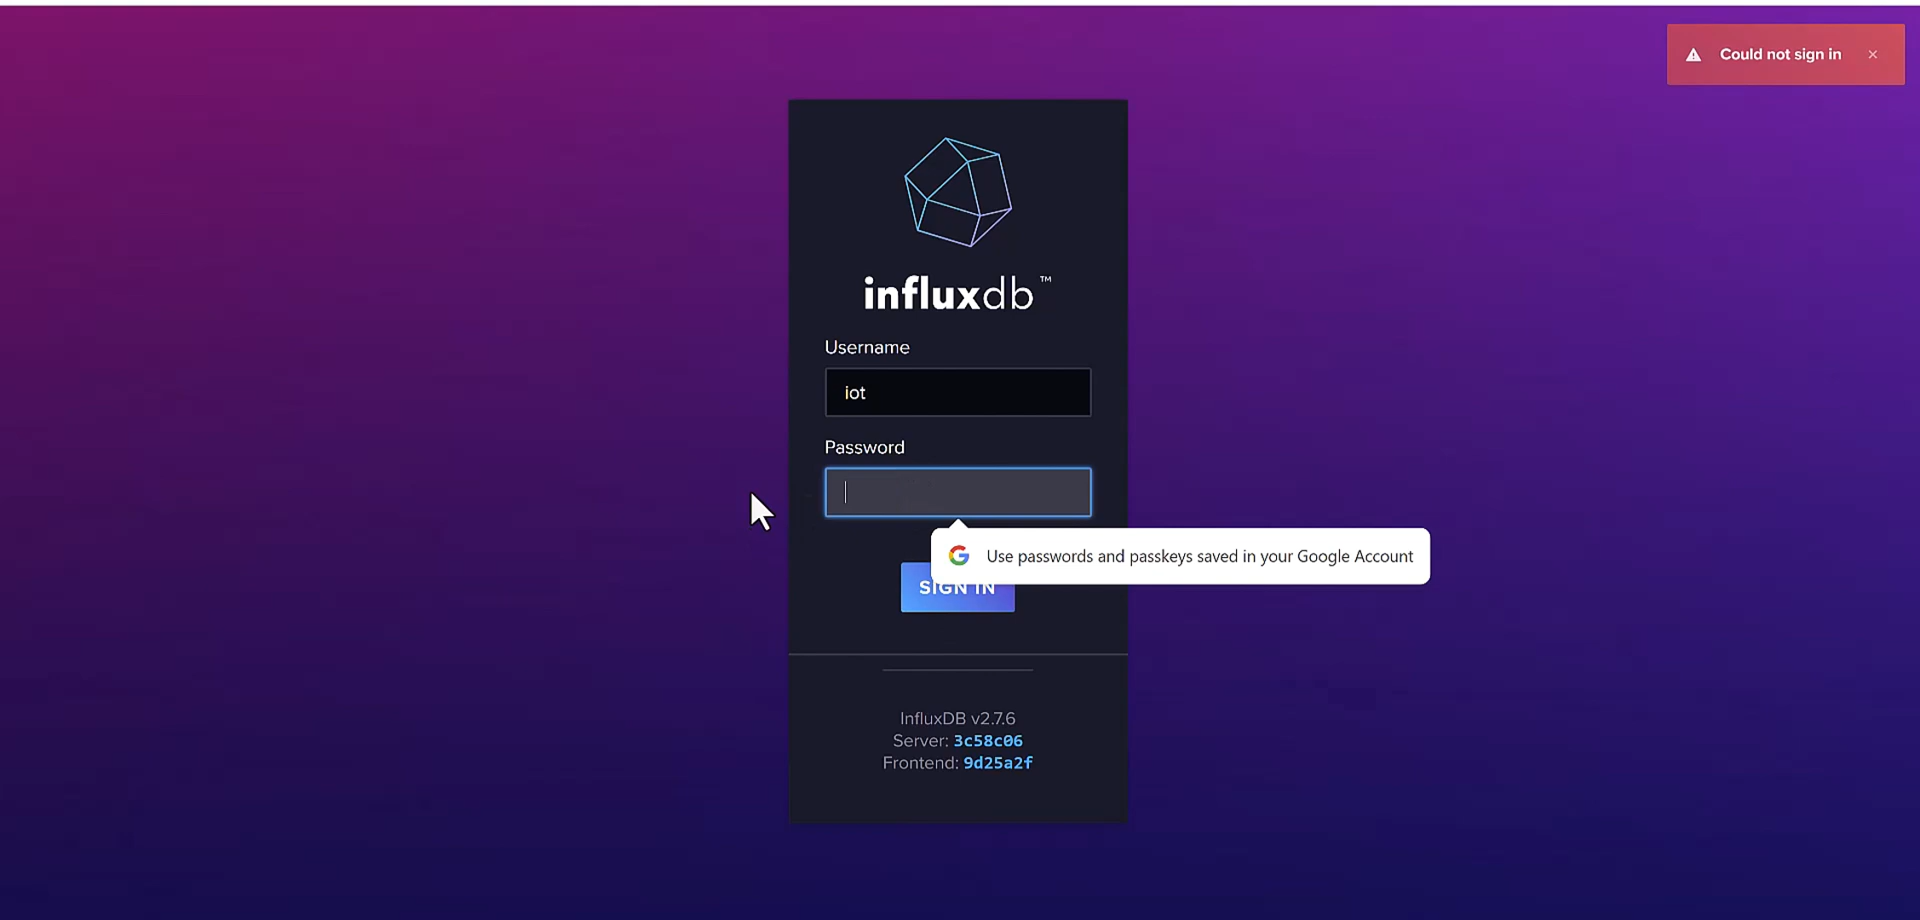 Could not sign in ×
influxdb™
Username
iot
Password
Use passwords and passkeys saved in your Google Account
SIGN IN
InfluxDB v2.7.6
Server: 3c58c06
Frontend: 9d25a2f